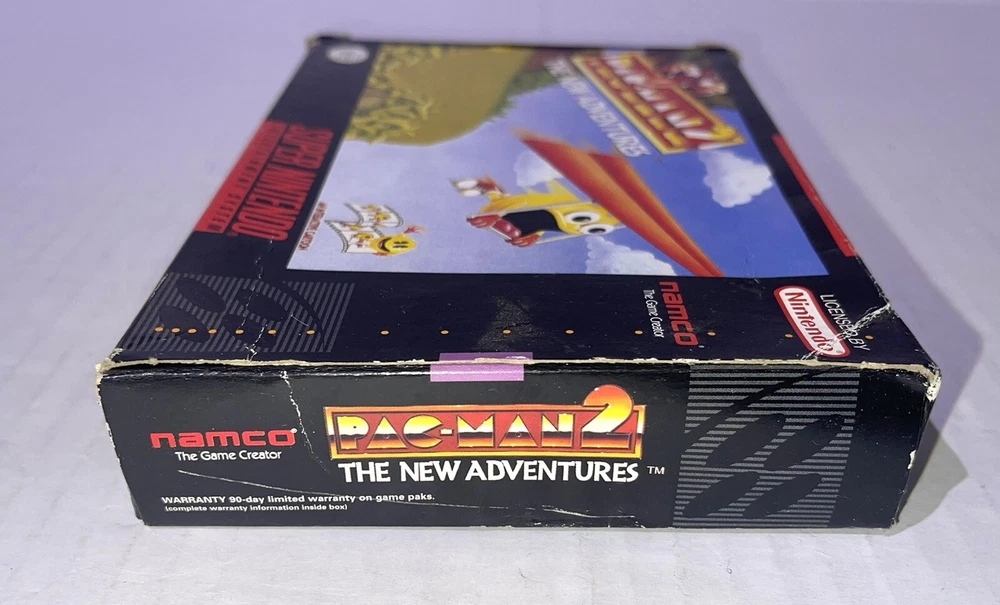 PAC-MAN 2
THE NEW ADVENTURES
SUPER NINTENDO
namco
The Game Creator
LICENSED BY
Nintendo
namco
The Game Creator
PAC-MAN 2
THE NEW ADVENTURES ™
WARRANTY 90-day limited warranty on game paks.
(complete warranty information inside box)